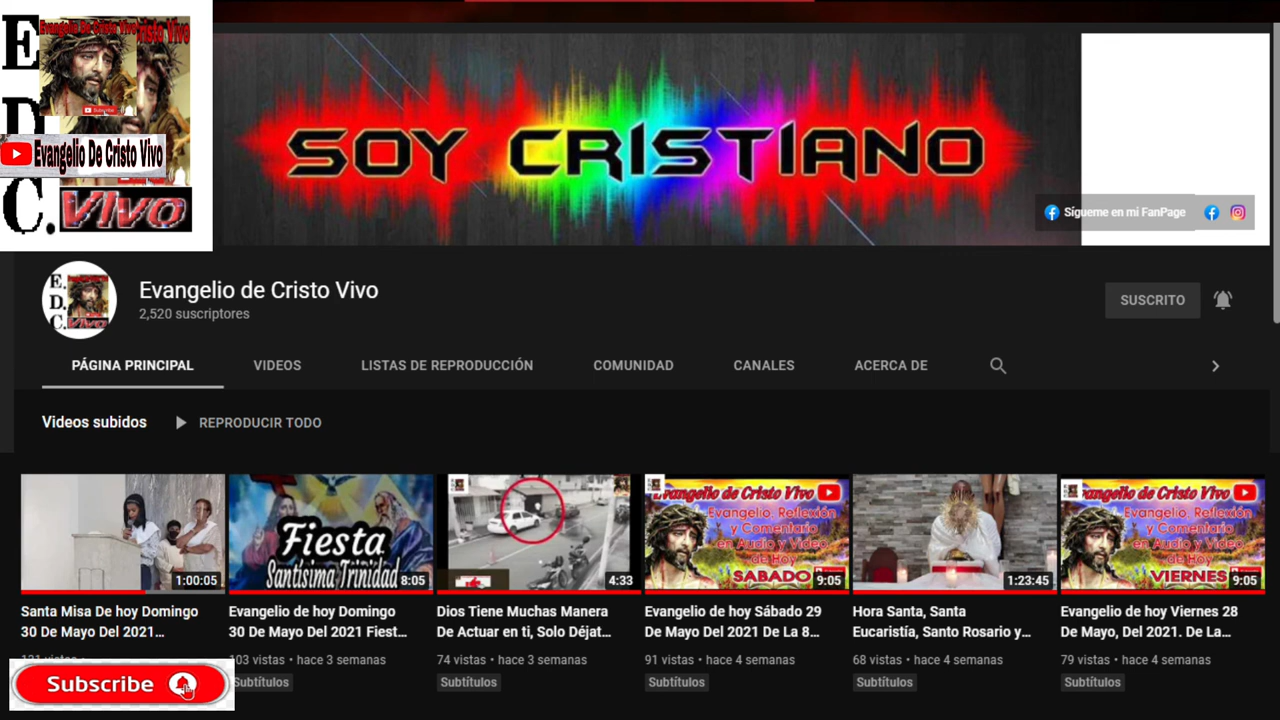 E
Evangelio De Cristo Vivo
Cristo Vivo
D
Evangelio De Cristo Vivo
C.Vivo
SOY CRISTIANO
Sígueme en mi FanPage
E.
D.
C.Vivo
Evangelio de Cristo Vivo
2,520 suscriptores
SUSCRITO
PÁGINA PRINCIPAL
VIDEOS
LISTAS DE REPRODUCCIÓN
COMUNIDAD
CANALES
ACERCA DE
Videos subidos
REPRODUCIR TODO
1:00:05
Santa Misa De hoy Domingo
30 De Mayo Del 2021...
Fiesta
Santísima Trinidad
8:05
Evangelio de hoy Domingo
30 De Mayo Del 2021 Fiest...
103 vistas • hace 3 semanas
Subtítulos
4:33
Dios Tiene Muchas Manera
De Actuar en ti, Solo Déjat...
74 vistas • hace 3 semanas
Subtítulos
Evangelio de Cristo Vivo
Evangelio, Reflexión
y Comentario
en Audio y Video
de Hoy
SABADO
9:05
Evangelio de hoy Sábado 29
De Mayo Del 2021 De La 8...
91 vistas • hace 4 semanas
Subtítulos
1:23:45
Hora Santa, Santa
Eucaristía, Santo Rosario y...
68 vistas • hace 4 semanas
Subtítulos
Evangelio de Cristo Vivo
Evangelio, Reflexión
y Comentario
en Audio y Video
de Hoy
VIERNES
9:05
Evangelio de hoy Viernes 28
De Mayo, Del 2021. De La...
79 vistas • hace 4 semanas
Subtítulos
Subscribe